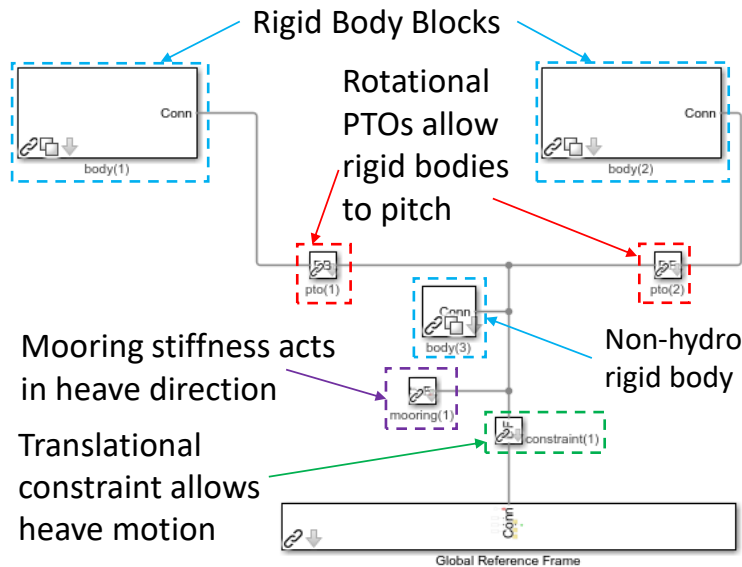 Rigid Body Blocks
Conn
body(1)
Rotational
PTOs allow
rigid bodies
to pitch
Conn
body(2)
pto(1)
pto(2)
Conn
body(3)
Non-hydro
rigid body
Mooring stiffness acts
in heave direction
mooring(1)
Translational
constraint allows
heave motion
constraint(1)
Conn
Global Reference Frame